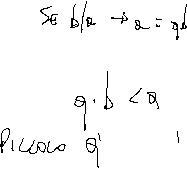 SE b/a → a = qb
q · b < a
PICCOLO q'